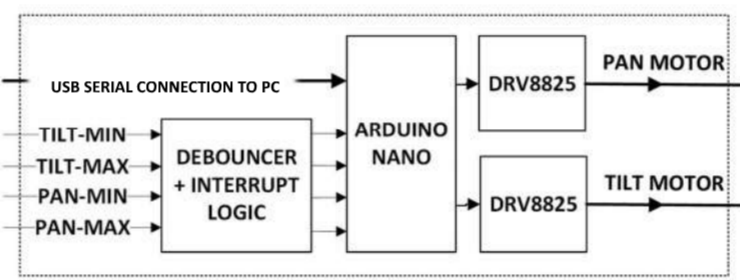 USB SERIAL CONNECTION TO PC
TILT-MIN
TILT-MAX
PAN-MIN
PAN-MAX
DEBOUNCER
+ INTERRUPT
LOGIC
ARDUINO
NANO
DRV8825
PAN MOTOR
DRV8825
TILT MOTOR